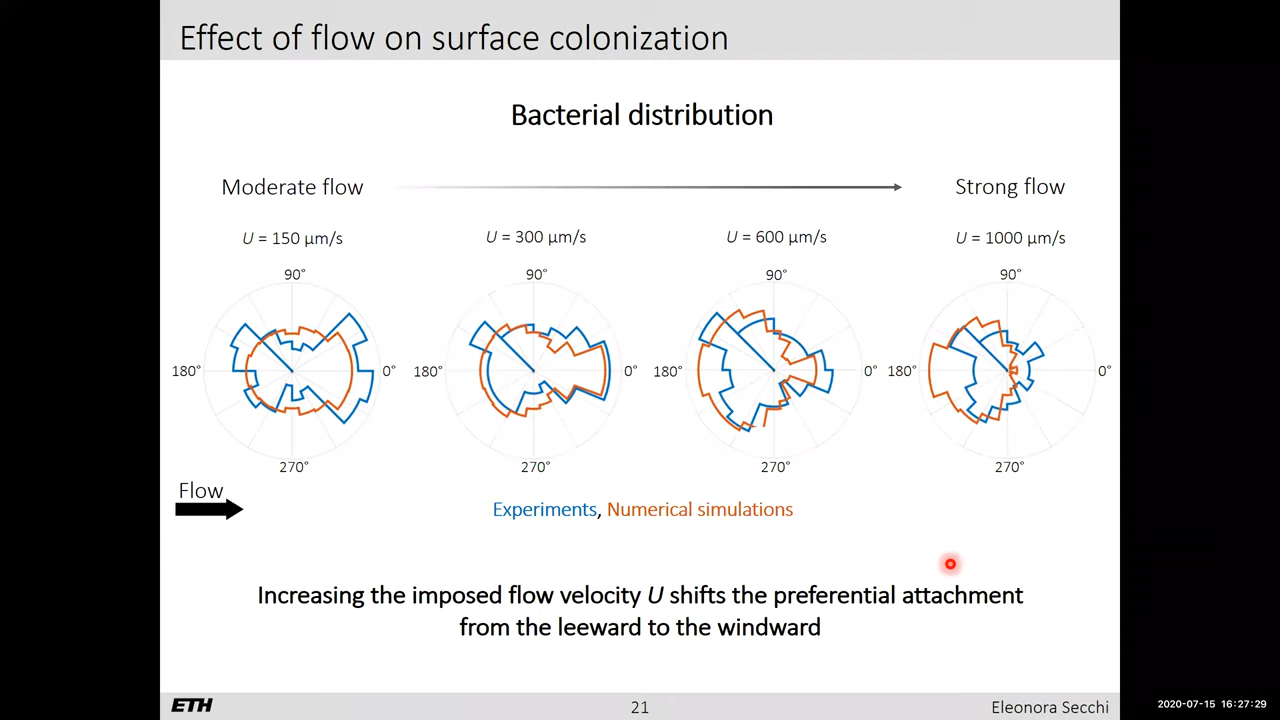 Effect of flow on surface colonization
Bacterial distribution
Moderate flow
Strong flow
U = 150 µm/s
U = 300 µm/s
U = 600 µm/s
U = 1000 µm/s
90°
90°
90°
90°
180°
0°
180°
0°
180°
0°
180°
0°
270°
270°
270°
270°
Flow
Experiments, Numerical simulations
Increasing the imposed flow velocity U shifts the preferential attachment
from the leeward to the windward
ETH
21
Eleonora Secchi
2020-07-15 16:27:29